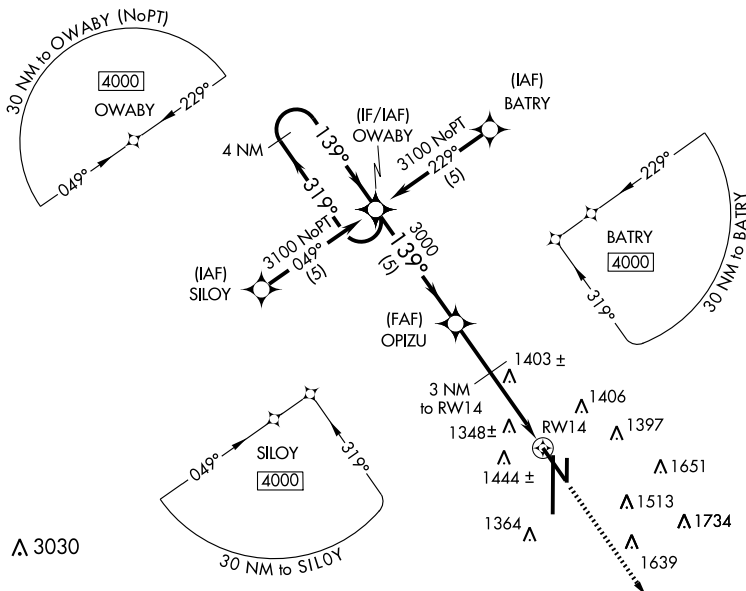 30 NM to OWABY (NoPT)
4000
OWABY
229°
049°
(IAF)
BATRY
(IF/IAF)
OWABY
4 NM
139°
319°
3100 NoPT
229°
(5)
3100 NoPT
049°
(5)
(IAF)
SILOY
3000
139°
(5)
229°
BATRY
4000
319°
30 NM to BATRY
(FAF)
OPIZU
1403 ±
3 NM
to RW14
1406
1348±
RW14
1397
1444 ±
1651
1513
1364
1734
1639
049°
SILOY
4000
319°
30 NM to SILOY
3030